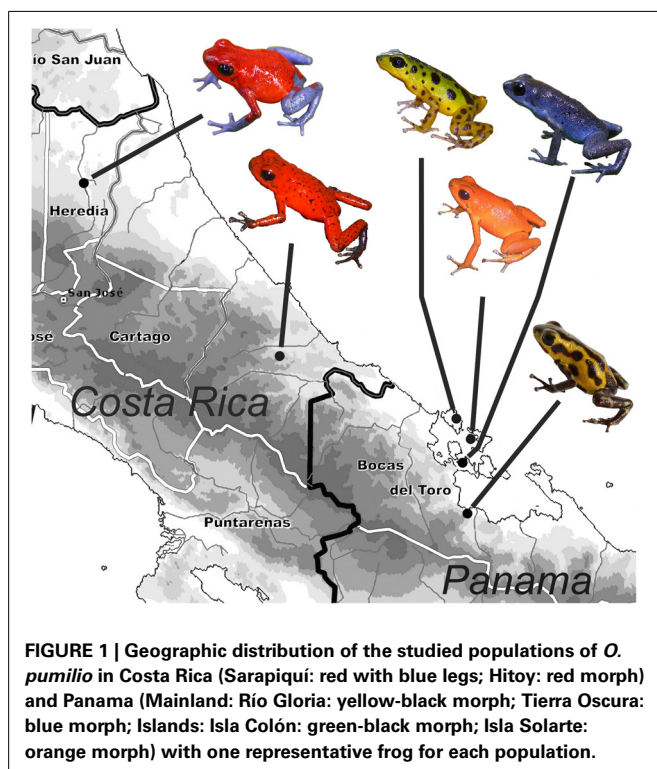 ío San Juan
Heredia
San José
osé
Cartago
Costa Rica
Puntarenas
Bocas
del Toro
Panama
FIGURE 1 | Geographic distribution of the studied populations of O.
pumilio in Costa Rica (Sarapiquí: red with blue legs; Hitoy: red morph)
and Panama (Mainland: Río Gloria: yellow-black morph; Tierra Oscura:
blue morph; Islands: Isla Colón: green-black morph; Isla Solarte:
orange morph) with one representative frog for each population.